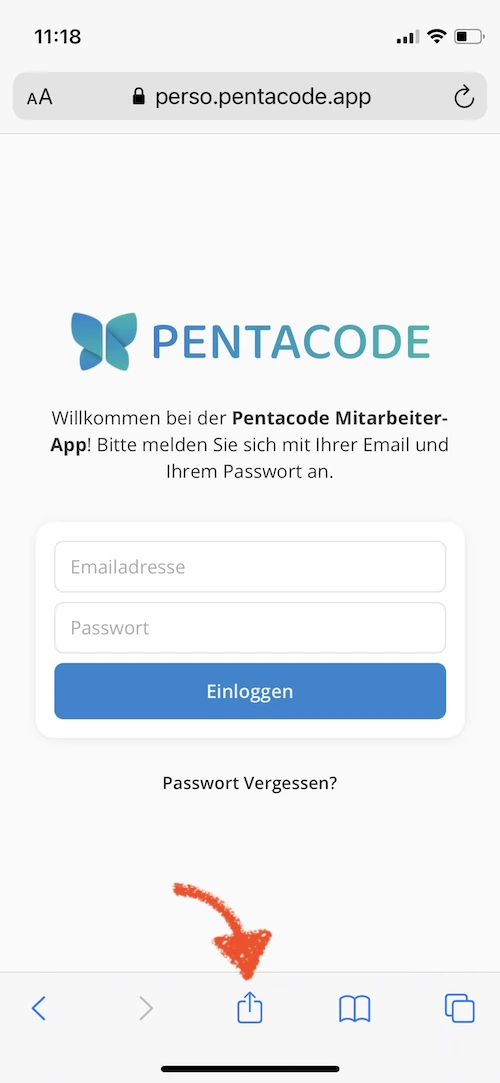 11:18
AA perso.pentacode.app
PENTACODE
Willkommen bei der Pentacode Mitarbeiter-
App! Bitte melden Sie sich mit Ihrer Email und
Ihrem Passwort an.
Emailadresse
Passwort
Einloggen
Passwort Vergessen?